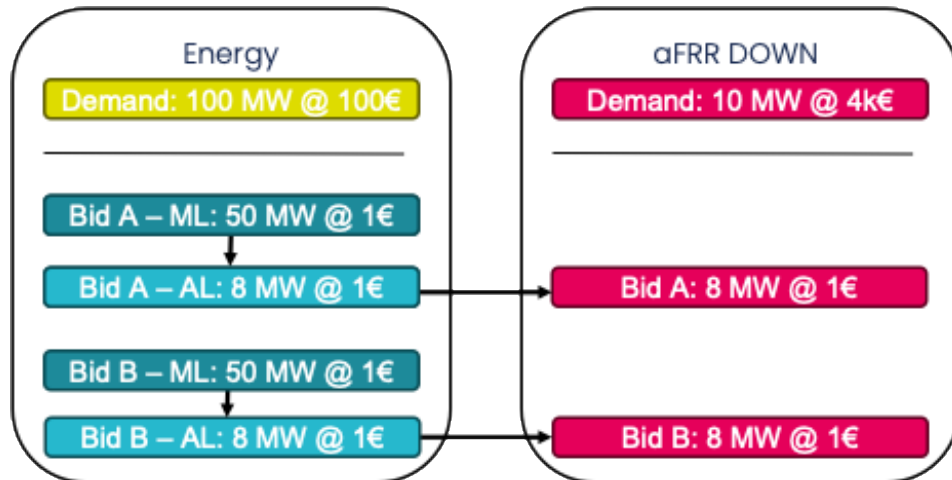 Energy
Demand: 100 MW @ 100€
Bid A – ML: 50 MW @ 1€
Bid A – AL: 8 MW @ 1€
Bid B – ML: 50 MW @ 1€
Bid B – AL: 8 MW @ 1€
aFRR DOWN
Demand: 10 MW @ 4k€
Bid A: 8 MW @ 1€
Bid B: 8 MW @ 1€